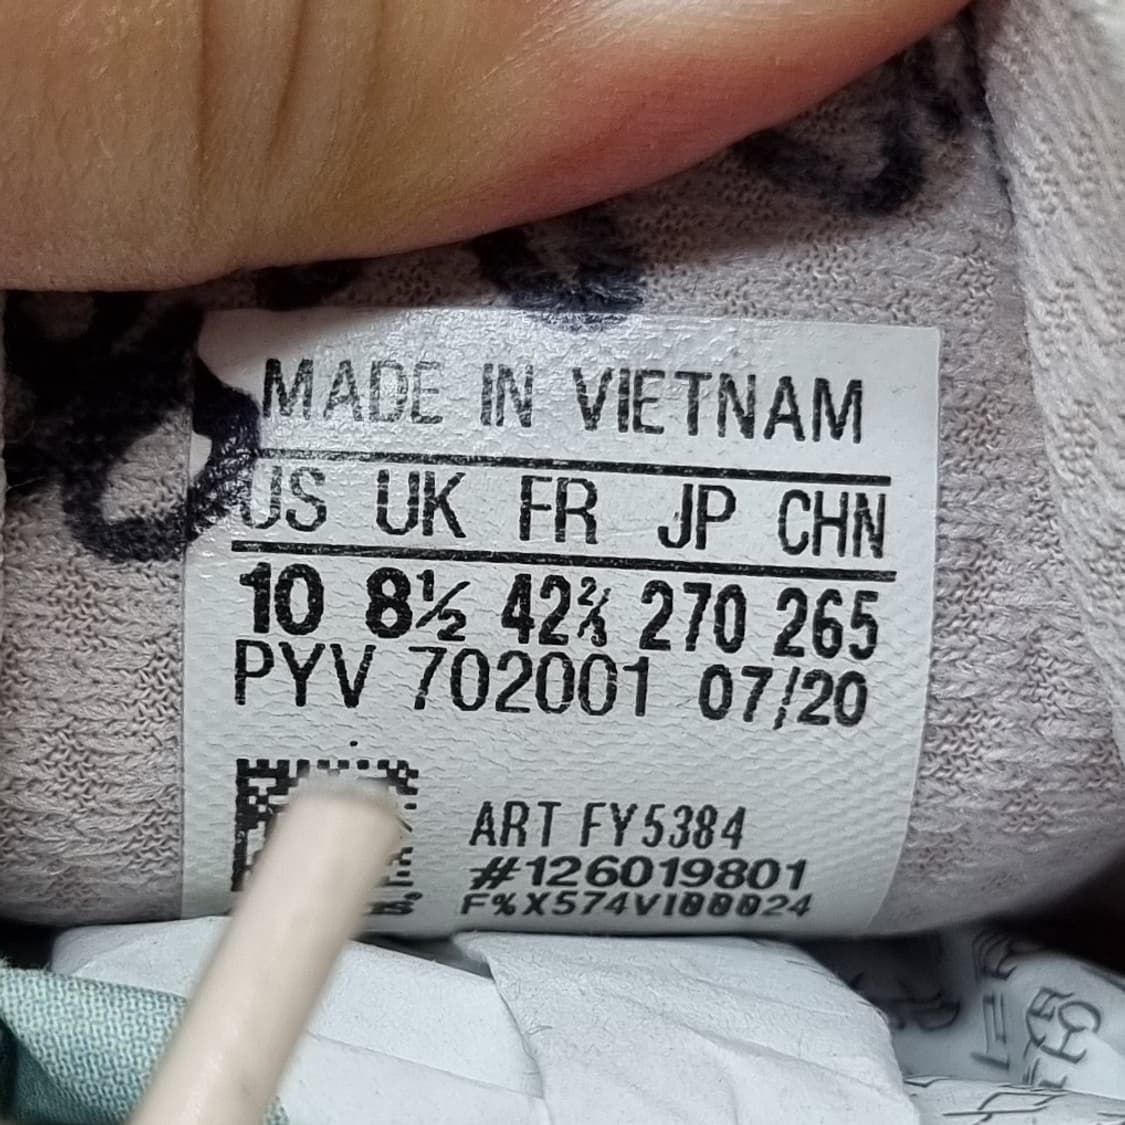 MADE IN VIETNAM
US UK FR JP CHN
10 8½ 42⅔ 270 265
PYV 702001 07/20
ART FY5384
#126019801
F%X574VI00024